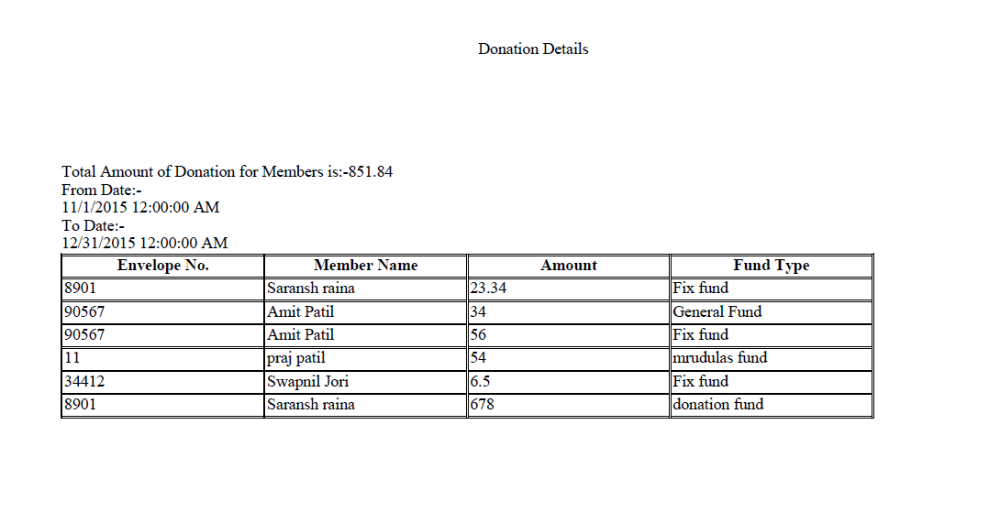 Donation Details
Total Amount of Donation for Members is:-851.84
From Date:-
11/1/2015 12:00:00 AM
To Date:-
12/31/2015 12:00:00 AM
Envelope No. Member Name Amount Fund Type
8901 Saransh raina 23.34 Fix fund
90567 Amit Patil 34 General Fund
90567 Amit Patil 56 Fix fund
11 praj patil 54 mrudulas fund
34412 Swapnil Jori 6.5 Fix fund
8901 Saransh raina 678 donation fund